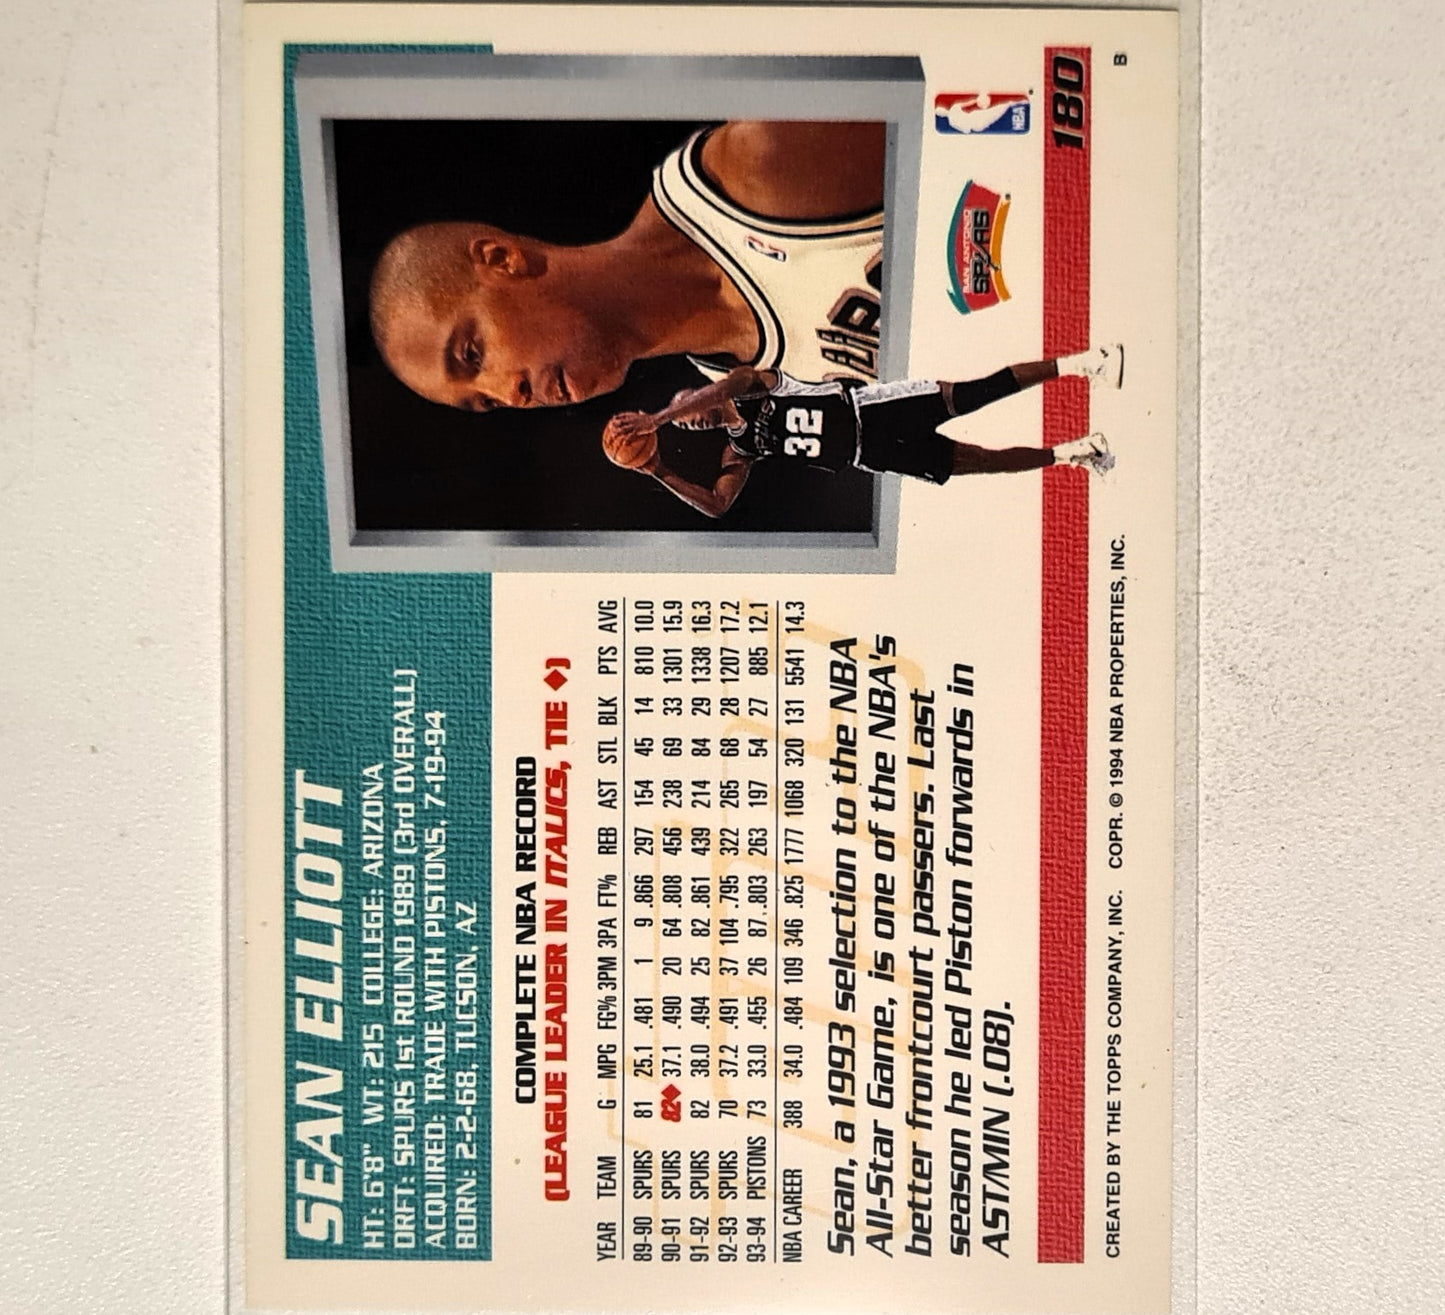 SEAN ELLIOTT
HT: 6'8" WT: 215 COLLEGE: ARIZONA
DRFT: SPURS 1st ROUND 1989 (3rd OVERALL)
ACQUIRED: TRADE WITH PISTONS, 7-19-94
BORN: 2-2-68, TUCSON, AZ
COMPLETE NBA RECORD
(LEAGUE LEADER IN ITALICS, TIE ◆)
YEAR TEAM G MPG FG% 3PM 3PA FT% REB AST STL BLK PTS AVG
89-90 SPURS 81 25.1 .481 1 9 .866 297 154 45 14 810 10.0
90-91 SPURS 82◆ 37.1 .490 20 64 .808 456 238 69 33 1301 15.9
91-92 SPURS 82 38.0 .494 25 82 .861 439 214 84 29 1338 16.3
92-93 SPURS 70 37.2 .491 37 104 .795 322 265 68 28 1207 17.2
93-94 PISTONS 73 33.0 .455 26 87 .803 263 197 54 27 885 12.1
NBA CAREER 388 34.0 .484 109 346 .825 1777 1068 320 131 5541 14.3
Sean, a 1993 selection to the NBA
All-Star Game, is one of the NBA's
better frontcourt passers. Last
season he led Piston forwards in
AST/MIN (.08).
32
SAN ANTONIO
SPURS
NBA
180
CREATED BY THE TOPPS COMPANY, INC. COPR. © 1994 NBA PROPERTIES, INC.
B